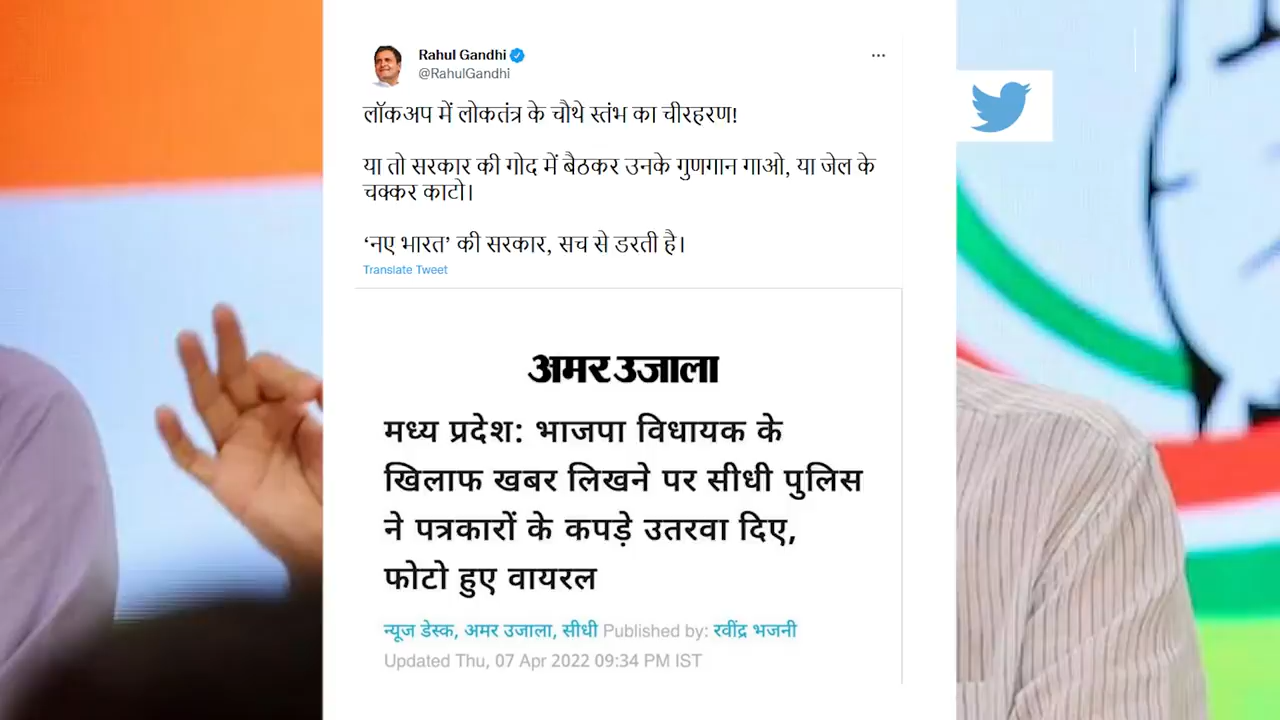 Rahul Gandhi
@RahulGandhi
लॉकअप में लोकतंत्र के चौथे स्तंभ का चीरहरण!
या तो सरकार की गोद में बैठकर उनके गुणगान गाओ, या जेल के
चक्कर काटो।
‘नए भारत’ की सरकार, सच से डरती है।
Translate Tweet
अमर उजाला
मध्य प्रदेश: भाजपा विधायक के
खिलाफ खबर लिखने पर सीधी पुलिस
ने पत्रकारों के कपड़े उतरवा दिए,
फोटो हुए वायरल
न्यूज डेस्क, अमर उजाला, सीधी Published by: रवींद्र भजनी
Updated Thu, 07 Apr 2022 09:34 PM IST